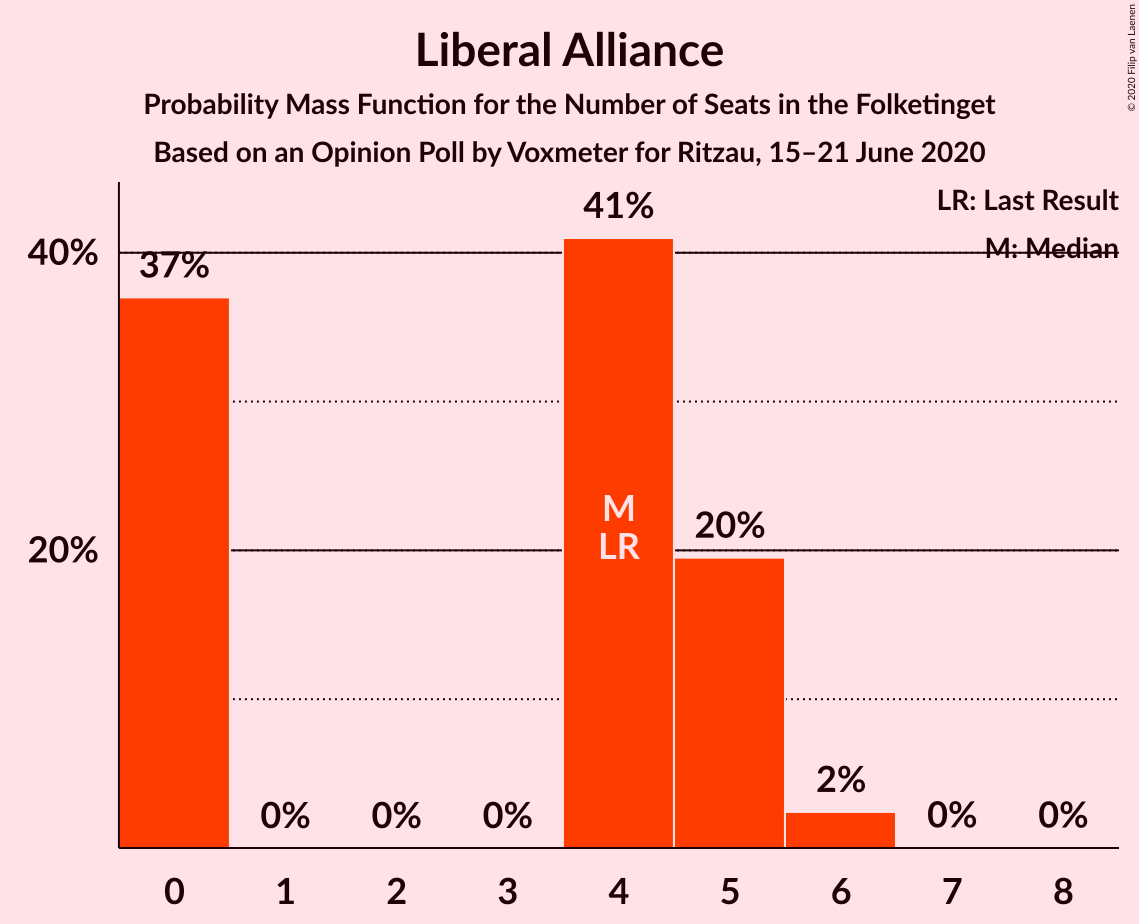 Liberal Alliance
Probability Mass Function for the Number of Seats in the Folketinget
Based on an Opinion Poll by Voxmeter for Ritzau, 15–21 June 2020
© 2020 Filip van Laenen
LR: Last Result
M: Median
40%
20%
37%
0%
0%
0%
41%
M
LR
20%
2%
0%
0%
0 1 2 3 4 5 6 7 8